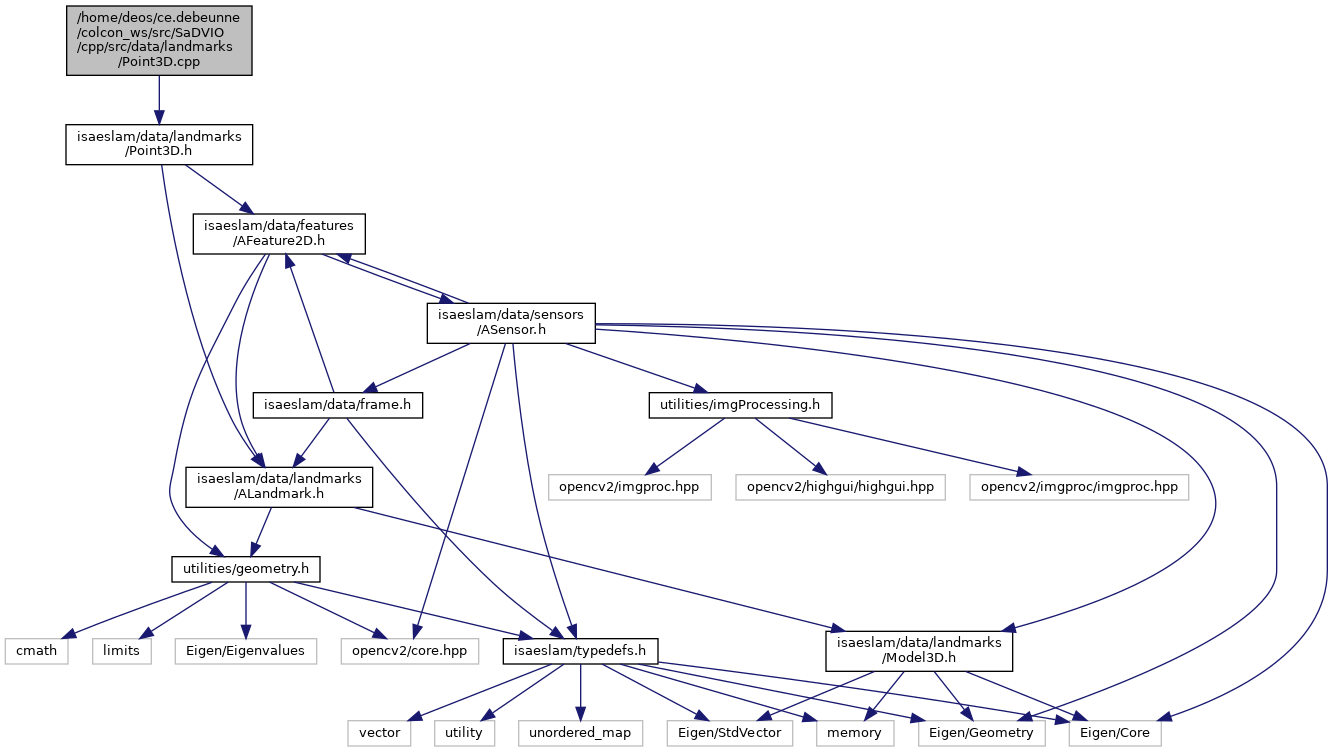 /home/deos/ce.debeunne
/colcon_ws/src/SaDVIO
/cpp/src/data/landmarks
/Point3D.cpp
isaeslam/data/landmarks
/Point3D.h
isaeslam/data/features
/AFeature2D.h
isaeslam/data/sensors
/ASensor.h
isaeslam/data/frame.h
utilities/imgProcessing.h
isaeslam/data/landmarks
/ALandmark.h
opencv2/imgproc.hpp
opencv2/highgui/highgui.hpp
opencv2/imgproc/imgproc.hpp
utilities/geometry.h
cmath
limits
Eigen/Eigenvalues
opencv2/core.hpp
isaeslam/typedefs.h
isaeslam/data/landmarks
/Model3D.h
vector
utility
unordered_map
Eigen/StdVector
memory
Eigen/Geometry
Eigen/Core